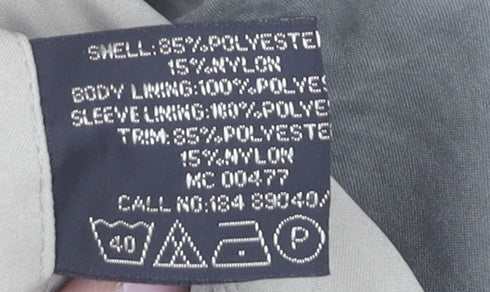 SHELL:85%POLYESTE
15%NYLON
BODY LINING:100%POLYES
SLEEVE LINING:100%POLYE
TRIM:85%POLYESTE
15%NYLON
MC 00477
CALL NO:184 89040/
40 P